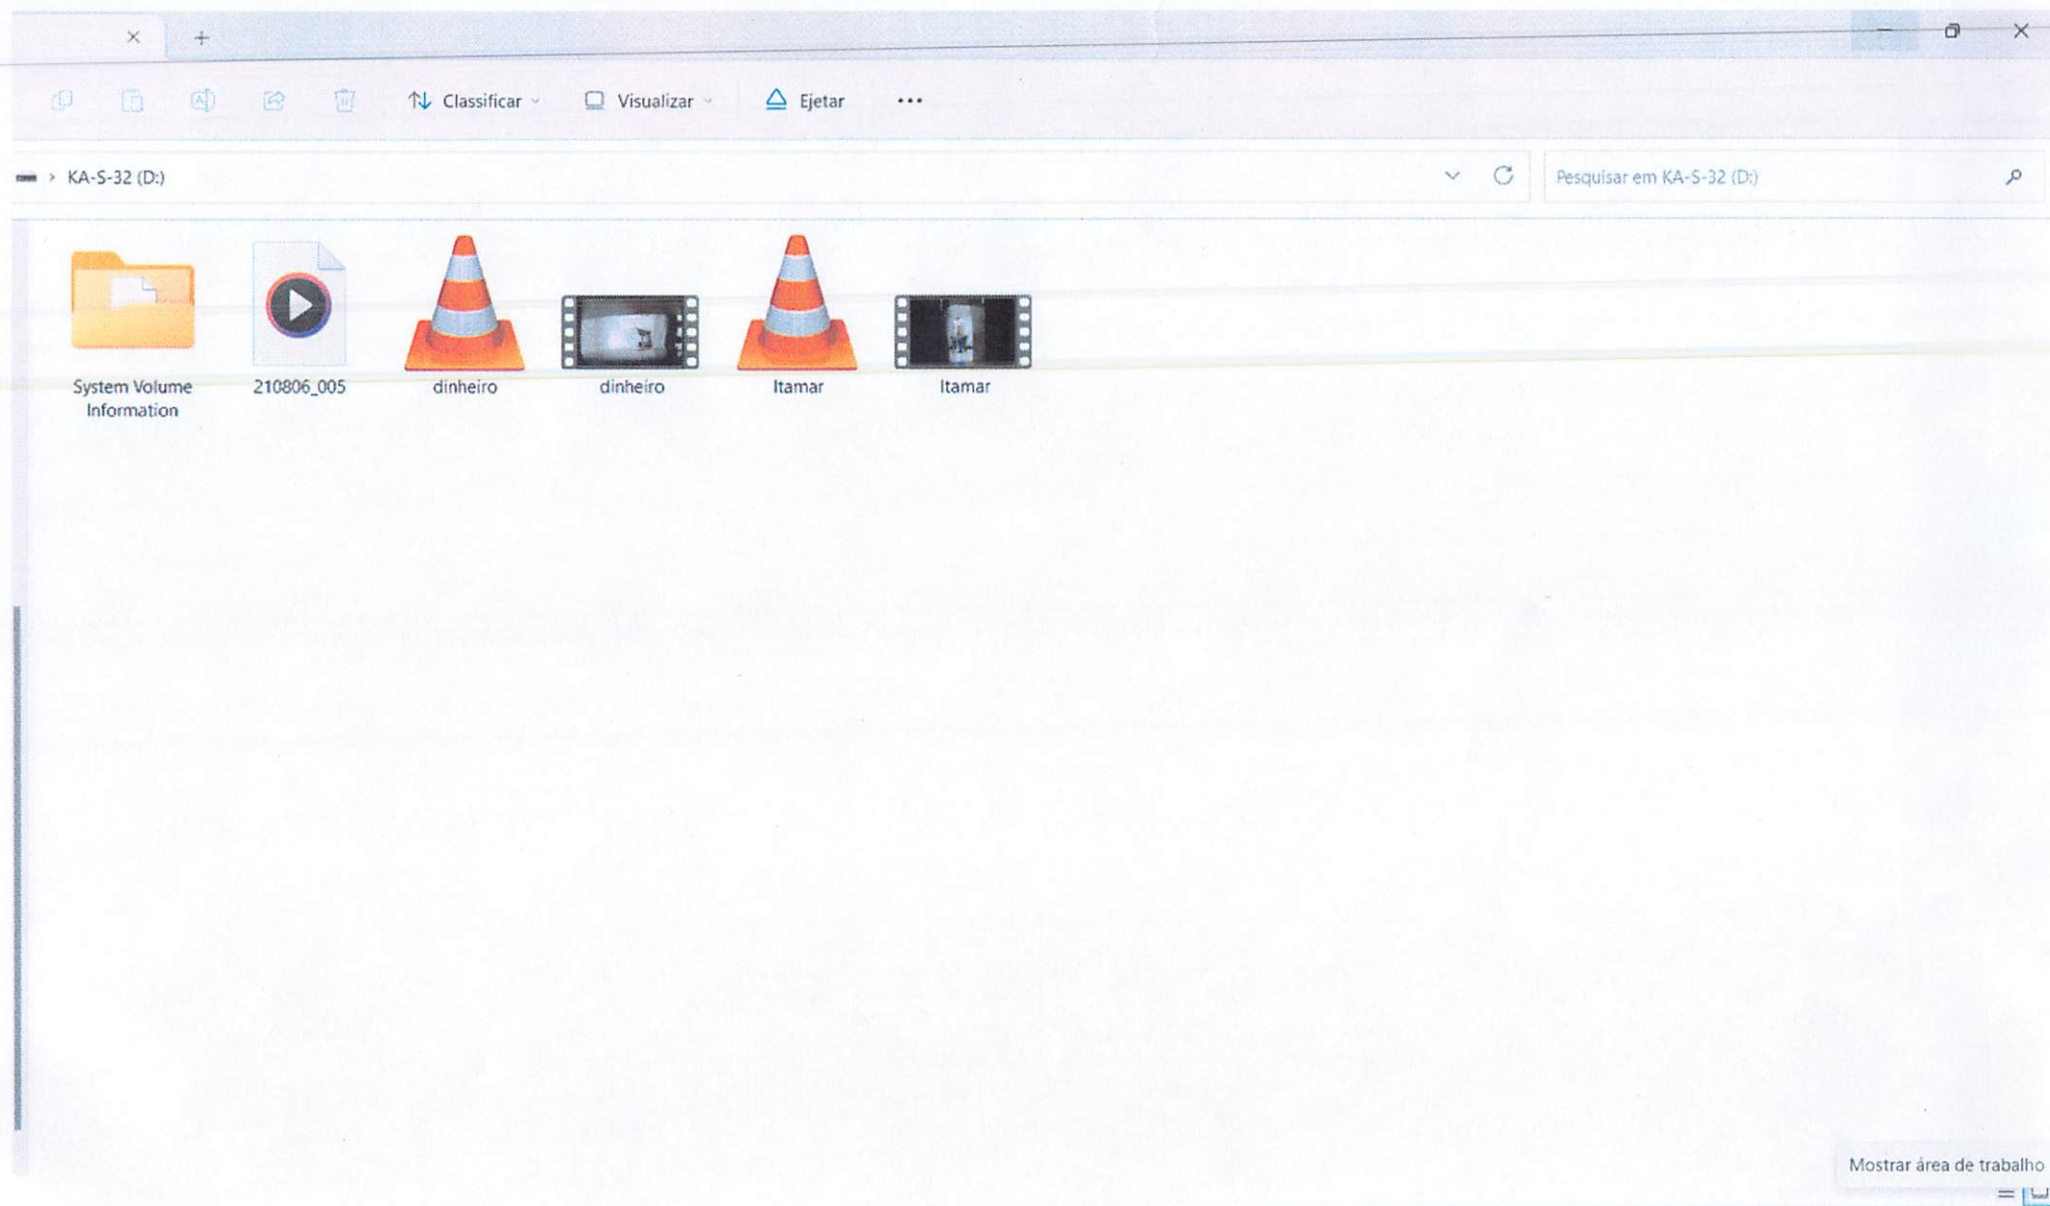 Classificar
Visualizar
Ejetar
KA-S-32 (D:)
Pesquisar em KA-S-32 (D:)
System Volume
Information
210806_005
dinheiro
dinheiro
Itamar
Itamar
Mostrar área de trabalho